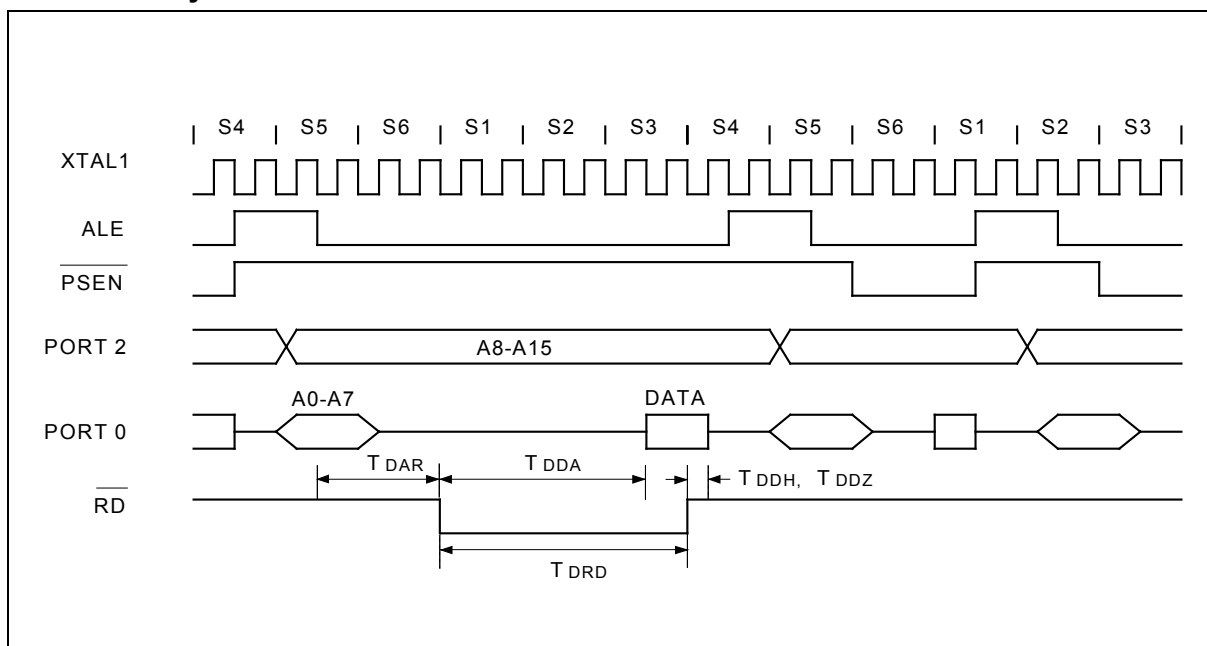 S4 S5 S6 S1 S2 S3 S4 S5 S6 S1 S2 S3
XTAL1
ALE
PSEN
PORT 2
A8-A15
A0-A7
DATA
PORT 0
T DAR
T DDA
T DDH, T DDZ
RD
T DRD